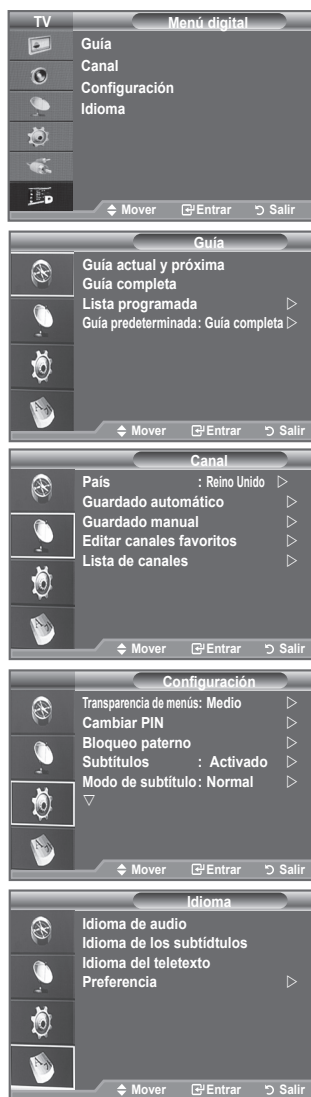 TV Menú digital
Guía
Canal
Configuración
Idioma
Mover Entrar Salir
Guía
Guía actual y próxima
Guía completa
Lista programada
Guía predeterminada: Guía completa
Mover Entrar Salir
Canal
País : Reino Unido
Guardado automático
Guardado manual
Editar canales favoritos
Lista de canales
Mover Entrar Salir
Configuración
Transparencia de menús: Medio
Cambiar PIN
Bloqueo paterno
Subtítulos : Activado
Modo de subtítulo: Normal
Mover Entrar Salir
Idioma
Idioma de audio
Idioma de los subtídtulos
Idioma del teletexto
Preferencia
Mover Entrar Salir